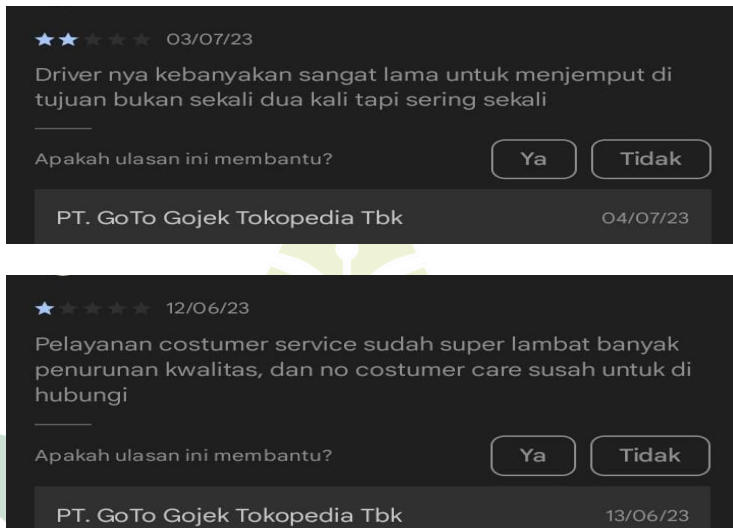 03/07/23
Driver nya kebanyakan sangat lama untuk menjemput di
tujuan bukan sekali dua kali tapi sering sekali
Apakah ulasan ini membantu?
Ya
Tidak
PT. GoTo Gojek Tokopedia Tbk
04/07/23
12/06/23
Pelayanan costumer service sudah super lambat banyak
penurunan kwalitas, dan no costumer care susah untuk di
hubungi
Apakah ulasan ini membantu?
Ya
Tidak
PT. GoTo Gojek Tokopedia Tbk
13/06/23